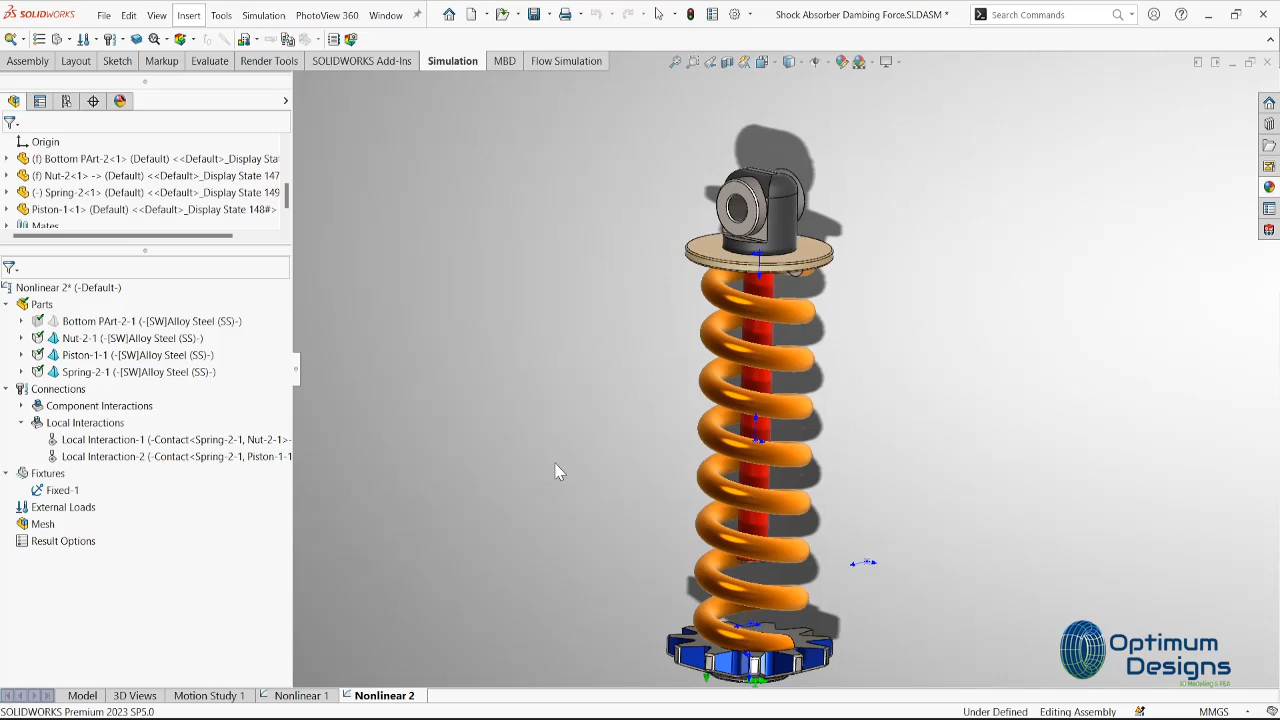 SOLIDWORKS
File Edit View Insert Tools Simulation PhotoView 360 Window
Shock Absorber Dambing Force.SLDASM *
Search Commands
Assembly Layout Sketch Markup Evaluate Render Tools SOLIDWORKS Add-Ins Simulation MBD Flow Simulation
Origin
(f) Bottom PArt-2<1> (Default) <<Default>_Display Stat
(f) Nut-2<1> -> (Default) <<Default>_Display State 147
(-) Spring-2<3> (Default) <<Default>_Display State 149
Piston-1<1> (Default) <<Default>_Display State 148#>
Mates
Nonlinear 2* (-Default-)
Parts
Bottom PArt-2-1 (-[SW]Alloy Steel (SS)-)
Nut-2-1 (-[SW]Alloy Steel (SS)-)
Piston-1-1 (-[SW]Alloy Steel (SS)-)
Spring-2-1 (-[SW]Alloy Steel (SS)-)
Connections
Component Interactions
Local Interactions
Local Interaction-1 (-Contact<Spring-2-1, Nut-2-1>-
Local Interaction-2 (-Contact<Spring-2-1, Piston-1-1
Fixtures
Fixed-1
External Loads
Mesh
Result Options
Optimum
Designs
3D Modeling & FEA
Model 3D Views Motion Study 1 Nonlinear 1 Nonlinear 2
SOLIDWORKS Premium 2023 SP5.0
Under Defined Editing Assembly MMGS